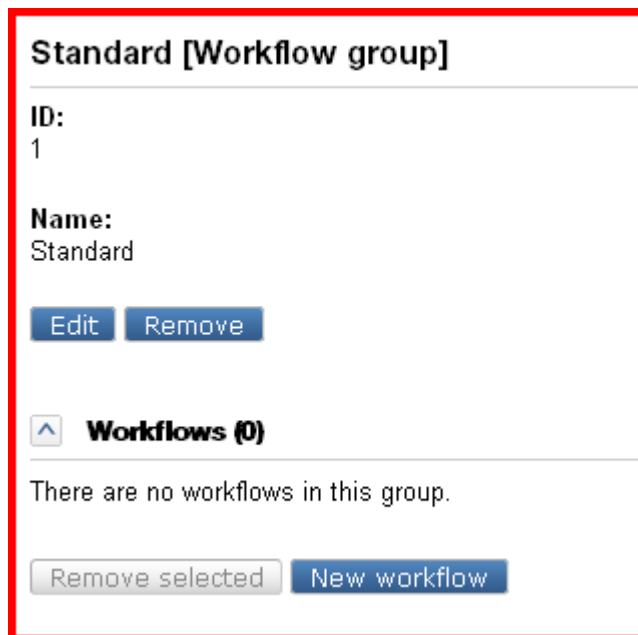 Standard [Workflow group]
ID:
1
Name:
Standard
Edit Remove
Workflows (0)
There are no workflows in this group.
Remove selected New workflow